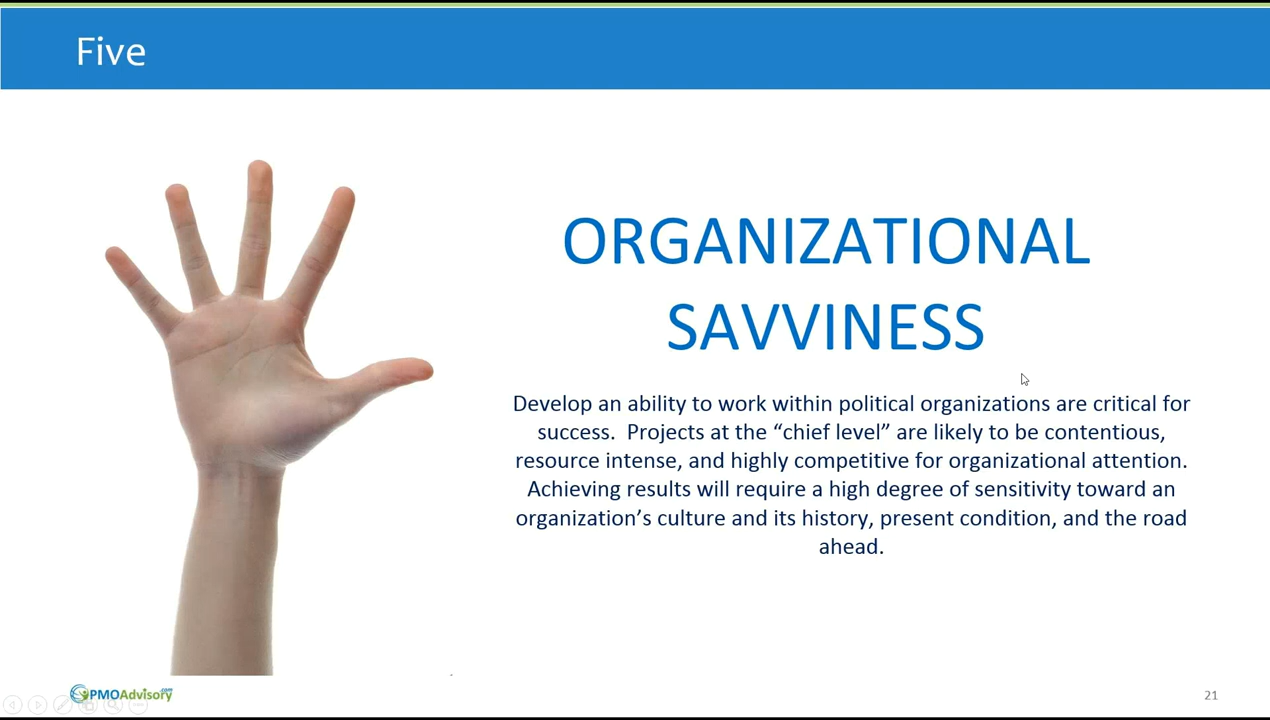 Five
ORGANIZATIONAL
SAVVINESS
Develop an ability to work within political organizations are critical for
success.  Projects at the “chief level” are likely to be contentious,
resource intense, and highly competitive for organizational attention.
Achieving results will require a high degree of sensitivity toward an
organization’s culture and its history, present condition, and the road
ahead.
PMOAdvisory.com
21